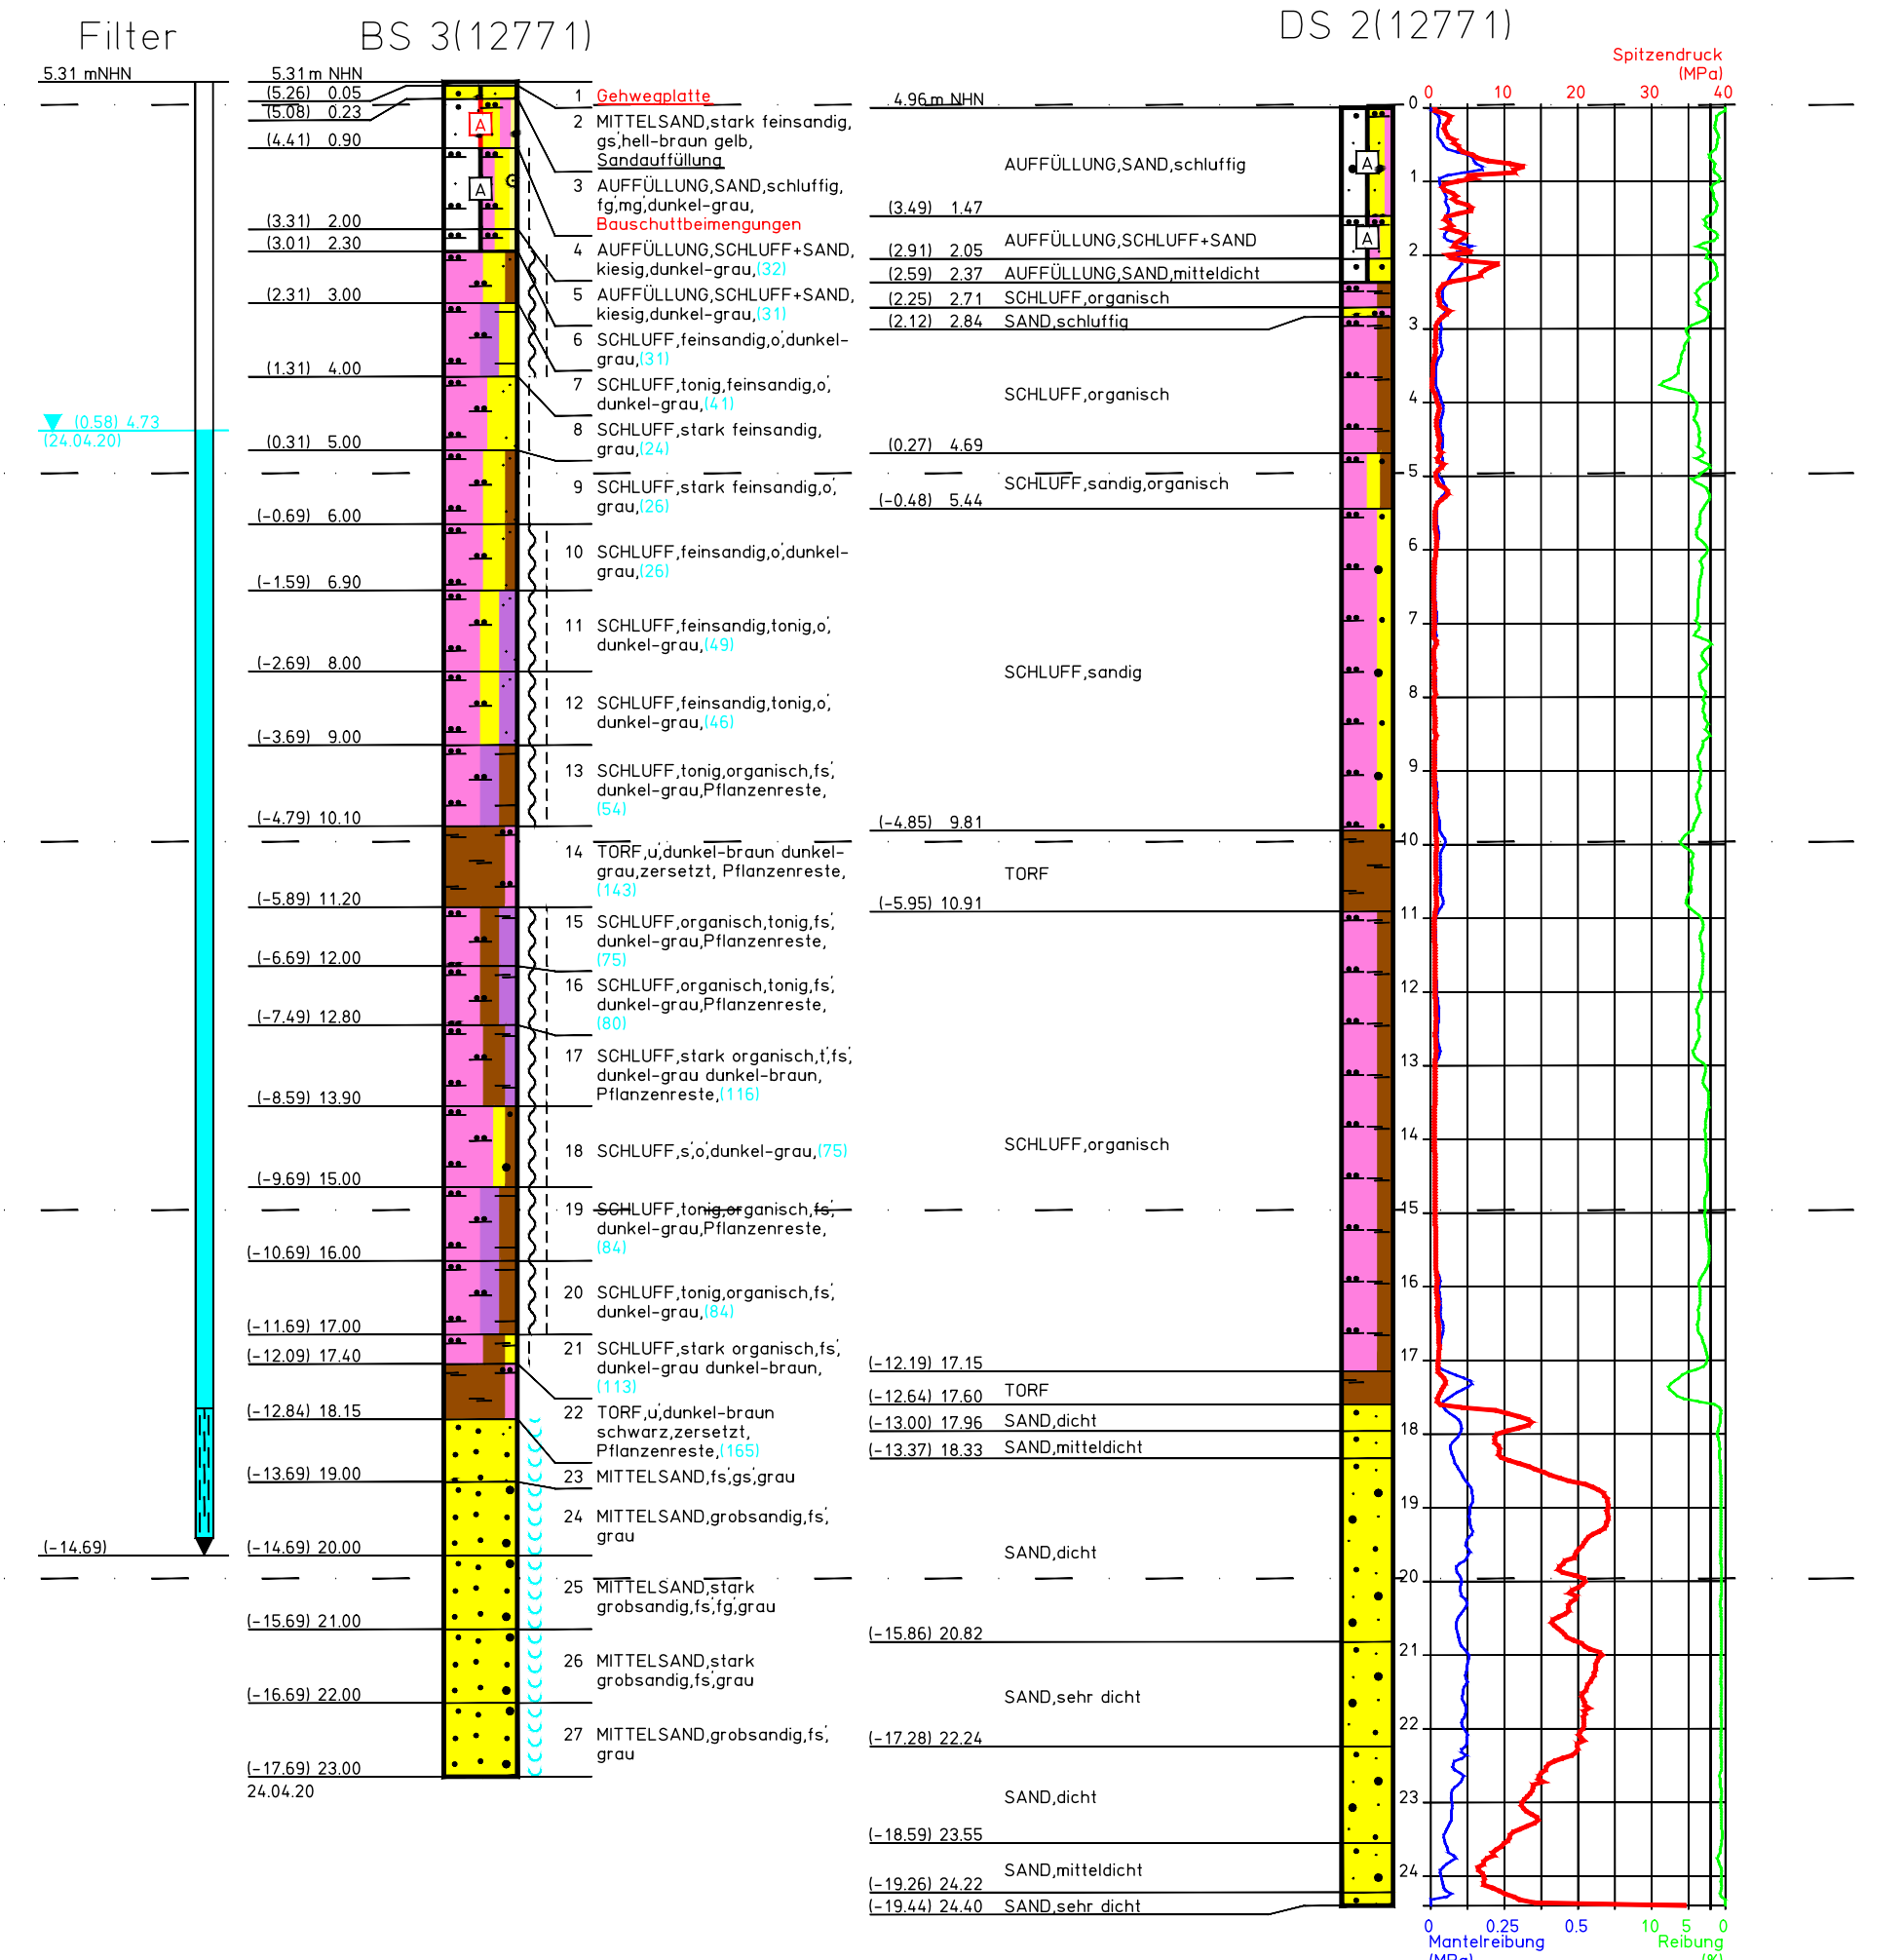 Filter
BS 3(12771)
DS 2(12771)
5.31 mNHN
(0.58) 4.73
(24.04.20)
(-14.69)
5.31 m NHN
(5.26) 0.05
(5.08) 0.23
(4.41) 0.90
(3.31) 2.00
(3.01) 2.30
(2.31) 3.00
(1.31) 4.00
(0.31) 5.00
(-0.69) 6.00
(-1.59) 6.90
(-2.69) 8.00
(-3.69) 9.00
(-4.79) 10.10
(-5.89) 11.20
(-6.69) 12.00
(-7.49) 12.80
(-8.59) 13.90
(-9.69) 15.00
(-10.69) 16.00
(-11.69) 17.00
(-12.09) 17.40
(-12.84) 18.15
(-13.69) 19.00
(-14.69) 20.00
(-15.69) 21.00
(-16.69) 22.00
(-17.69) 23.00
24.04.20
A
A
1 Gehwegplatte
2 MITTELSAND,stark feinsandig,
gs',hell-braun gelb,
Sandauffüllung
3 AUFFÜLLUNG,SAND,schluffig,
fg',mg',dunkel-grau,
Bauschuttbeimengungen
4 AUFFÜLLUNG,SCHLUFF+SAND,
kiesig,dunkel-grau,(32)
5 AUFFÜLLUNG,SCHLUFF+SAND,
kiesig,dunkel-grau,(31)
6 SCHLUFF,feinsandig,o',dunkel-
grau,(31)
7 SCHLUFF,tonig,feinsandig,o',
dunkel-grau,(41)
8 SCHLUFF,stark feinsandig,
grau,(24)
9 SCHLUFF,stark feinsandig,o',
grau,(26)
10 SCHLUFF,feinsandig,o',dunkel-
grau,(26)
11 SCHLUFF,feinsandig,tonig,o',
dunkel-grau,(49)
12 SCHLUFF,feinsandig,tonig,o',
dunkel-grau,(46)
13 SCHLUFF,tonig,organisch,fs',
dunkel-grau,Pflanzenreste,
(54)
14 TORF,u',dunkel-braun dunkel-
grau,zersetzt, Pflanzenreste,
(143)
15 SCHLUFF,organisch,tonig,fs',
dunkel-grau,Pflanzenreste,
(75)
16 SCHLUFF,organisch,tonig,fs',
dunkel-grau,Pflanzenreste,
(80)
17 SCHLUFF,stark organisch,t',fs',
dunkel-grau dunkel-braun,
Pflanzenreste,(116)
18 SCHLUFF,s',o',dunkel-grau,(75)
19 SCHLUFF,tonig,organisch,fs',
dunkel-grau,Pflanzenreste,
(84)
20 SCHLUFF,tonig,organisch,fs',
dunkel-grau,(84)
21 SCHLUFF,stark organisch,fs',
dunkel-grau dunkel-braun,
(113)
22 TORF,u',dunkel-braun
schwarz,zersetzt,
Pflanzenreste,(165)
23 MITTELSAND,fs',gs',grau
24 MITTELSAND,grobsandig,fs',
grau
25 MITTELSAND,stark
grobsandig,fs',fg',grau
26 MITTELSAND,stark
grobsandig,fs',grau
27 MITTELSAND,grobsandig,fs',
grau
4.96 m NHN
AUFFÜLLUNG,SAND,schluffig
(3.49) 1.47
AUFFÜLLUNG,SCHLUFF+SAND
(2.91) 2.05
(2.59) 2.37 AUFFÜLLUNG,SAND,mitteldicht
(2.25) 2.71 SCHLUFF,organisch
(2.12) 2.84 SAND,schluffig
SCHLUFF,organisch
(0.27) 4.69
SCHLUFF,sandig,organisch
(-0.48) 5.44
SCHLUFF,sandig
(-4.85) 9.81
TORF
(-5.95) 10.91
SCHLUFF,organisch
(-12.19) 17.15
(-12.64) 17.60 TORF
(-13.00) 17.96 SAND,dicht
(-13.37) 18.33 SAND,mitteldicht
SAND,dicht
(-15.86) 20.82
SAND,sehr dicht
(-17.28) 22.24
SAND,dicht
(-18.59) 23.55
SAND,mitteldicht
(-19.26) 24.22
(-19.44) 24.40 SAND,sehr dicht
A
A
Spitzendruck
(MPa)
0 10 20 30 40
0
1
2
3
4
5
6
7
8
9
10
11
12
13
14
15
16
17
18
19
20
21
22
23
24
0 0.25 0.5 10 5 0
Mantelreibung Reibung
(MPa) (%)